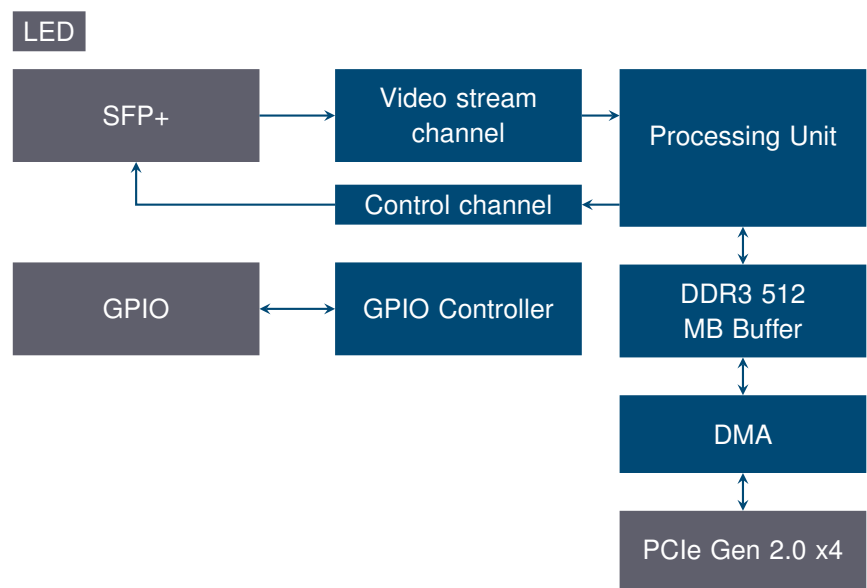 LED
SFP+
Video stream
channel
Processing Unit
Control channel
GPIO
GPIO Controller
DDR3 512
MB Buffer
DMA
PCIe Gen 2.0 x4